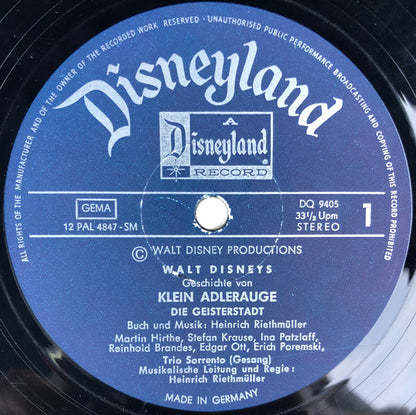 ALL RIGHTS OF THE MANUFACTURER AND OF THE OWNER OF THE RECORDED WORK RESERVED · UNAUTHORISED PUBLIC PERFORMANCE BROADCASTING AND COPYING OF THIS RECORD PROHIBITED
Disneyland
A
Disneyland
RECORD
GEMA
12 PAL 4847-SM
DQ 9405
33⅓ Upm
STEREO
1
© WALT DISNEY PRODUCTIONS
WALT DISNEYS
Geschichte von
KLEIN ADLERAUGE
DIE GEISTERSTADT
Buch und Musik: Heinrich Riethmüller
Martin Hirthe, Stefan Krause, Ina Patzlaff,
Reinhold Brandes, Edgar Ott, Erich Poremski,
Trio Sorrento (Gesang)
Musikalische Leitung und Regie:
Heinrich Riethmüller
MADE IN GERMANY